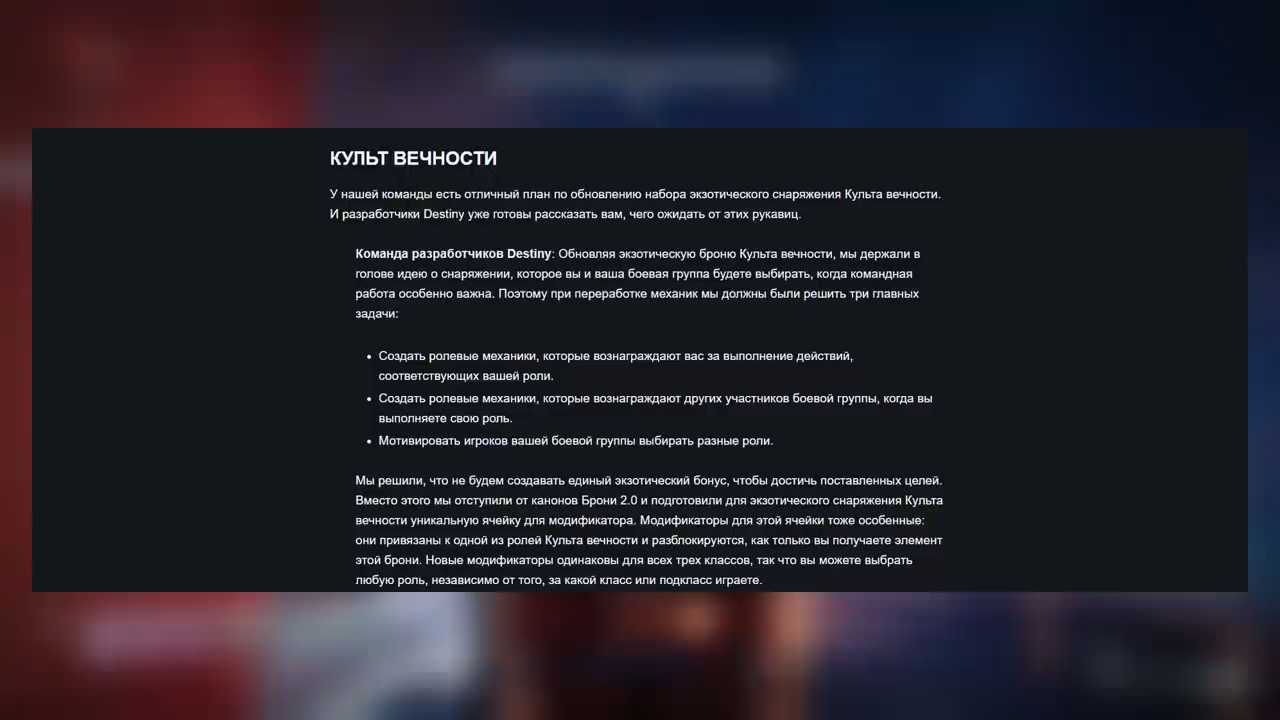 КУЛЬТ ВЕЧНОСТИ
У нашей команды есть отличный план по обновлению набора экзотического снаряжения Культа вечности.
И разработчики Destiny уже готовы рассказать вам, чего ожидать от этих рукавиц.
Команда разработчиков Destiny: Обновляя экзотическую броню Культа вечности, мы держали в
голове идею о снаряжении, которое вы и ваша боевая группа будете выбирать, когда командная
работа особенно важна. Поэтому при переработке механик мы должны были решить три главных
задачи:
• Создать ролевые механики, которые вознаграждают вас за выполнение действий,
соответствующих вашей роли.
• Создать ролевые механики, которые вознаграждают других участников боевой группы, когда вы
выполняете свою роль.
• Мотивировать игроков вашей боевой группы выбирать разные роли.
Мы решили, что не будем создавать единый экзотический бонус, чтобы достичь поставленных целей.
Вместо этого мы отступили от канонов Брони 2.0 и подготовили для экзотического снаряжения Культа
вечности уникальную ячейку для модификатора. Модификаторы для этой ячейки тоже особенные:
они привязаны к одной из ролей Культа вечности и разблокируются, как только вы получаете элемент
этой брони. Новые модификаторы одинаковы для всех трех классов, так что вы можете выбрать
любую роль, независимо от того, за какой класс или подкласс играете.